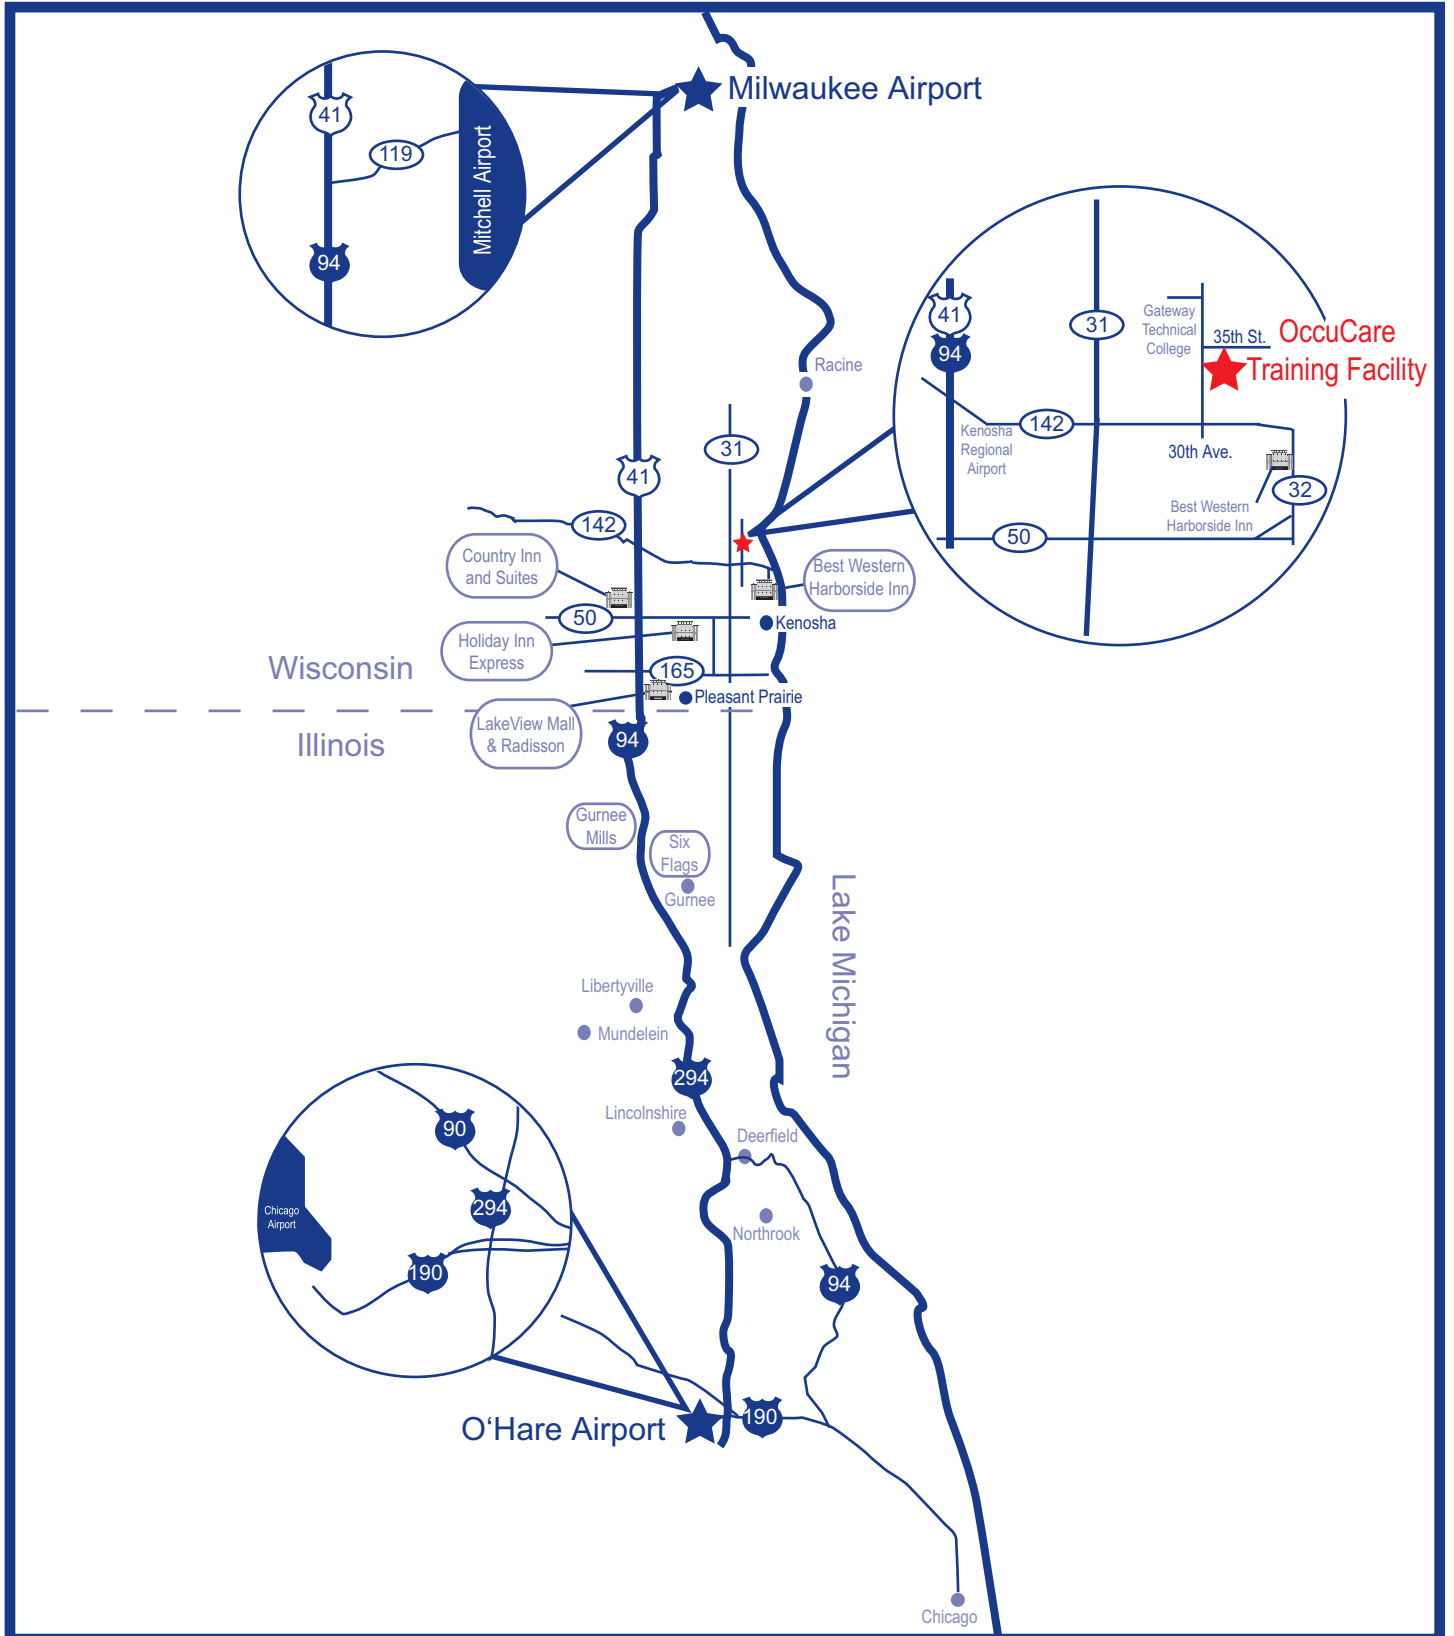 Milwaukee Airport
41
119
Mitchell Airport
94
41
94
31
Gateway
Technical
College
35th St.
OccuCare
Training Facility
142
Kenosha
Regional
Airport
30th Ave.
32
Best Western
Harborside Inn
50
Racine
31
41
142
Country Inn
and Suites
Best Western
Harborside Inn
50
Kenosha
Holiday Inn
Express
Wisconsin
165
Pleasant Prairie
LakeView Mall
& Radisson
Illinois
94
Gurnee
Mills
Six
Flags
Gurnee
Lake Michigan
Libertyville
Mundelein
294
Lincolnshire
Deerfield
90
294
Chicago
Airport
190
Northrook
94
190
O‘Hare Airport
Chicago